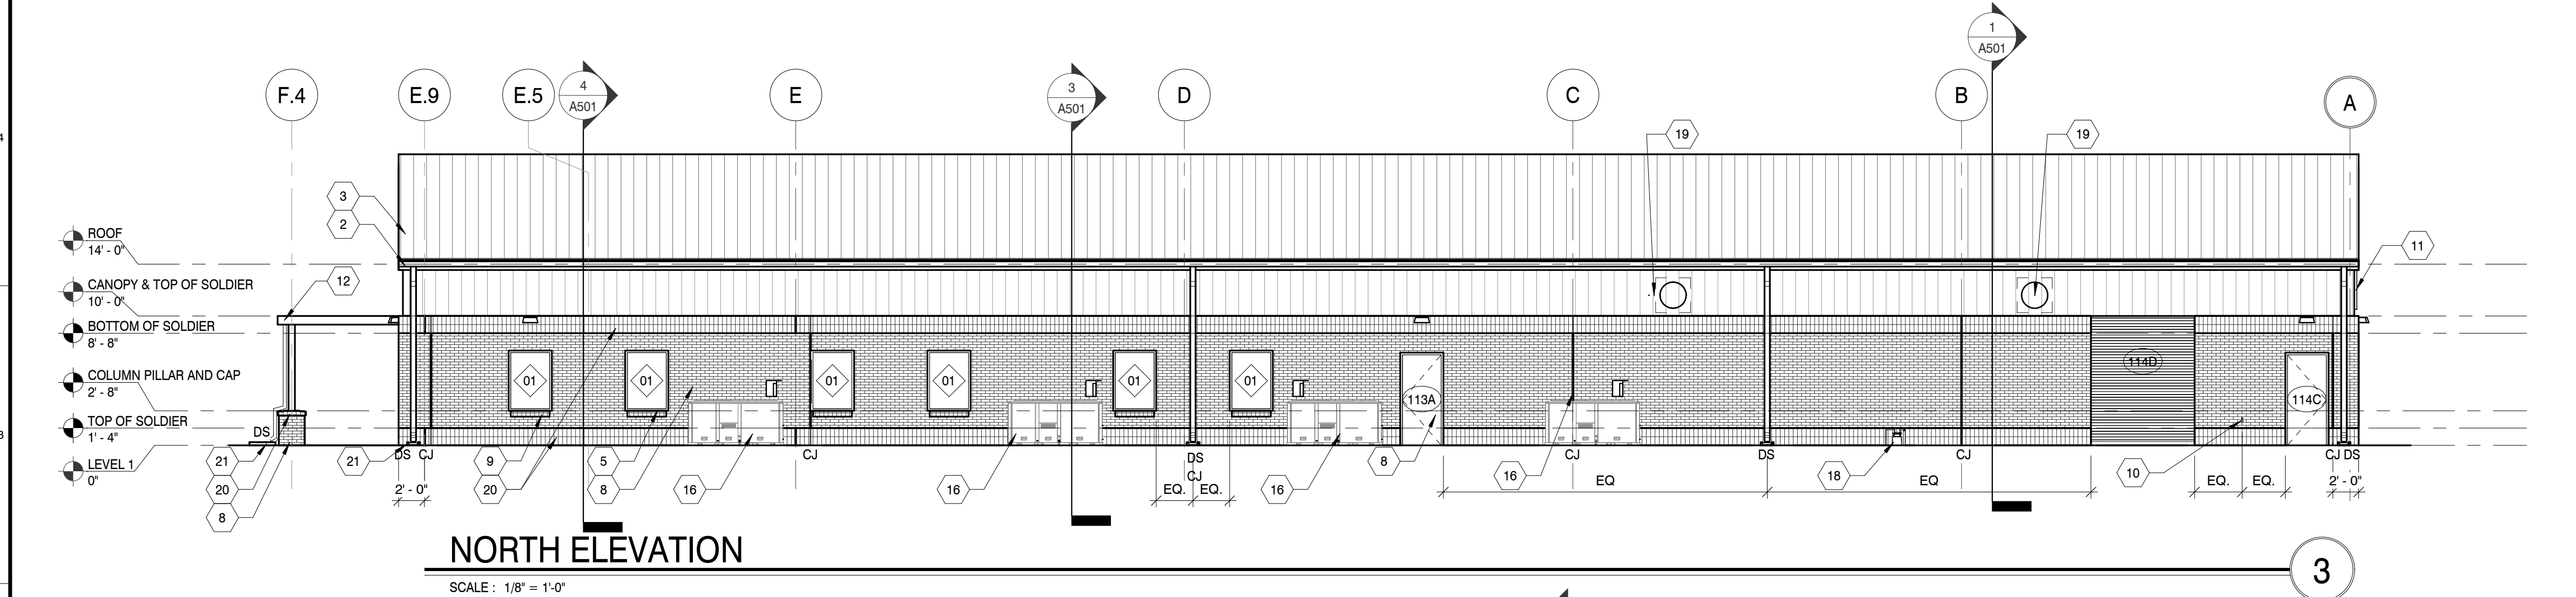 1
A501
F.4
E.9
E.5
4
A501
E
3
A501
D
C
B
A
4
19
19
3
2
ROOF
14' - 0"
11
CANOPY & TOP OF SOLDIER
10' - 0"
12
BOTTOM OF SOLDIER
8' - 8"
COLUMN PILLAR AND CAP
2' - 8"
01
01
01
01
01
01
113A
114D
114C
TOP OF SOLDIER
1' - 4"
DS
3
LEVEL 1
0"
21
21
DS
CJ
9
5
CJ
DS
CJ
8
CJ
DS
CJ
CJ
DS
20
8
2' - 0"
20
8
16
16
EQ.
EQ.
16
16
EQ
18
EQ
10
EQ.
EQ.
2' - 0"
NORTH ELEVATION
SCALE : 1/8" = 1'-0"
3